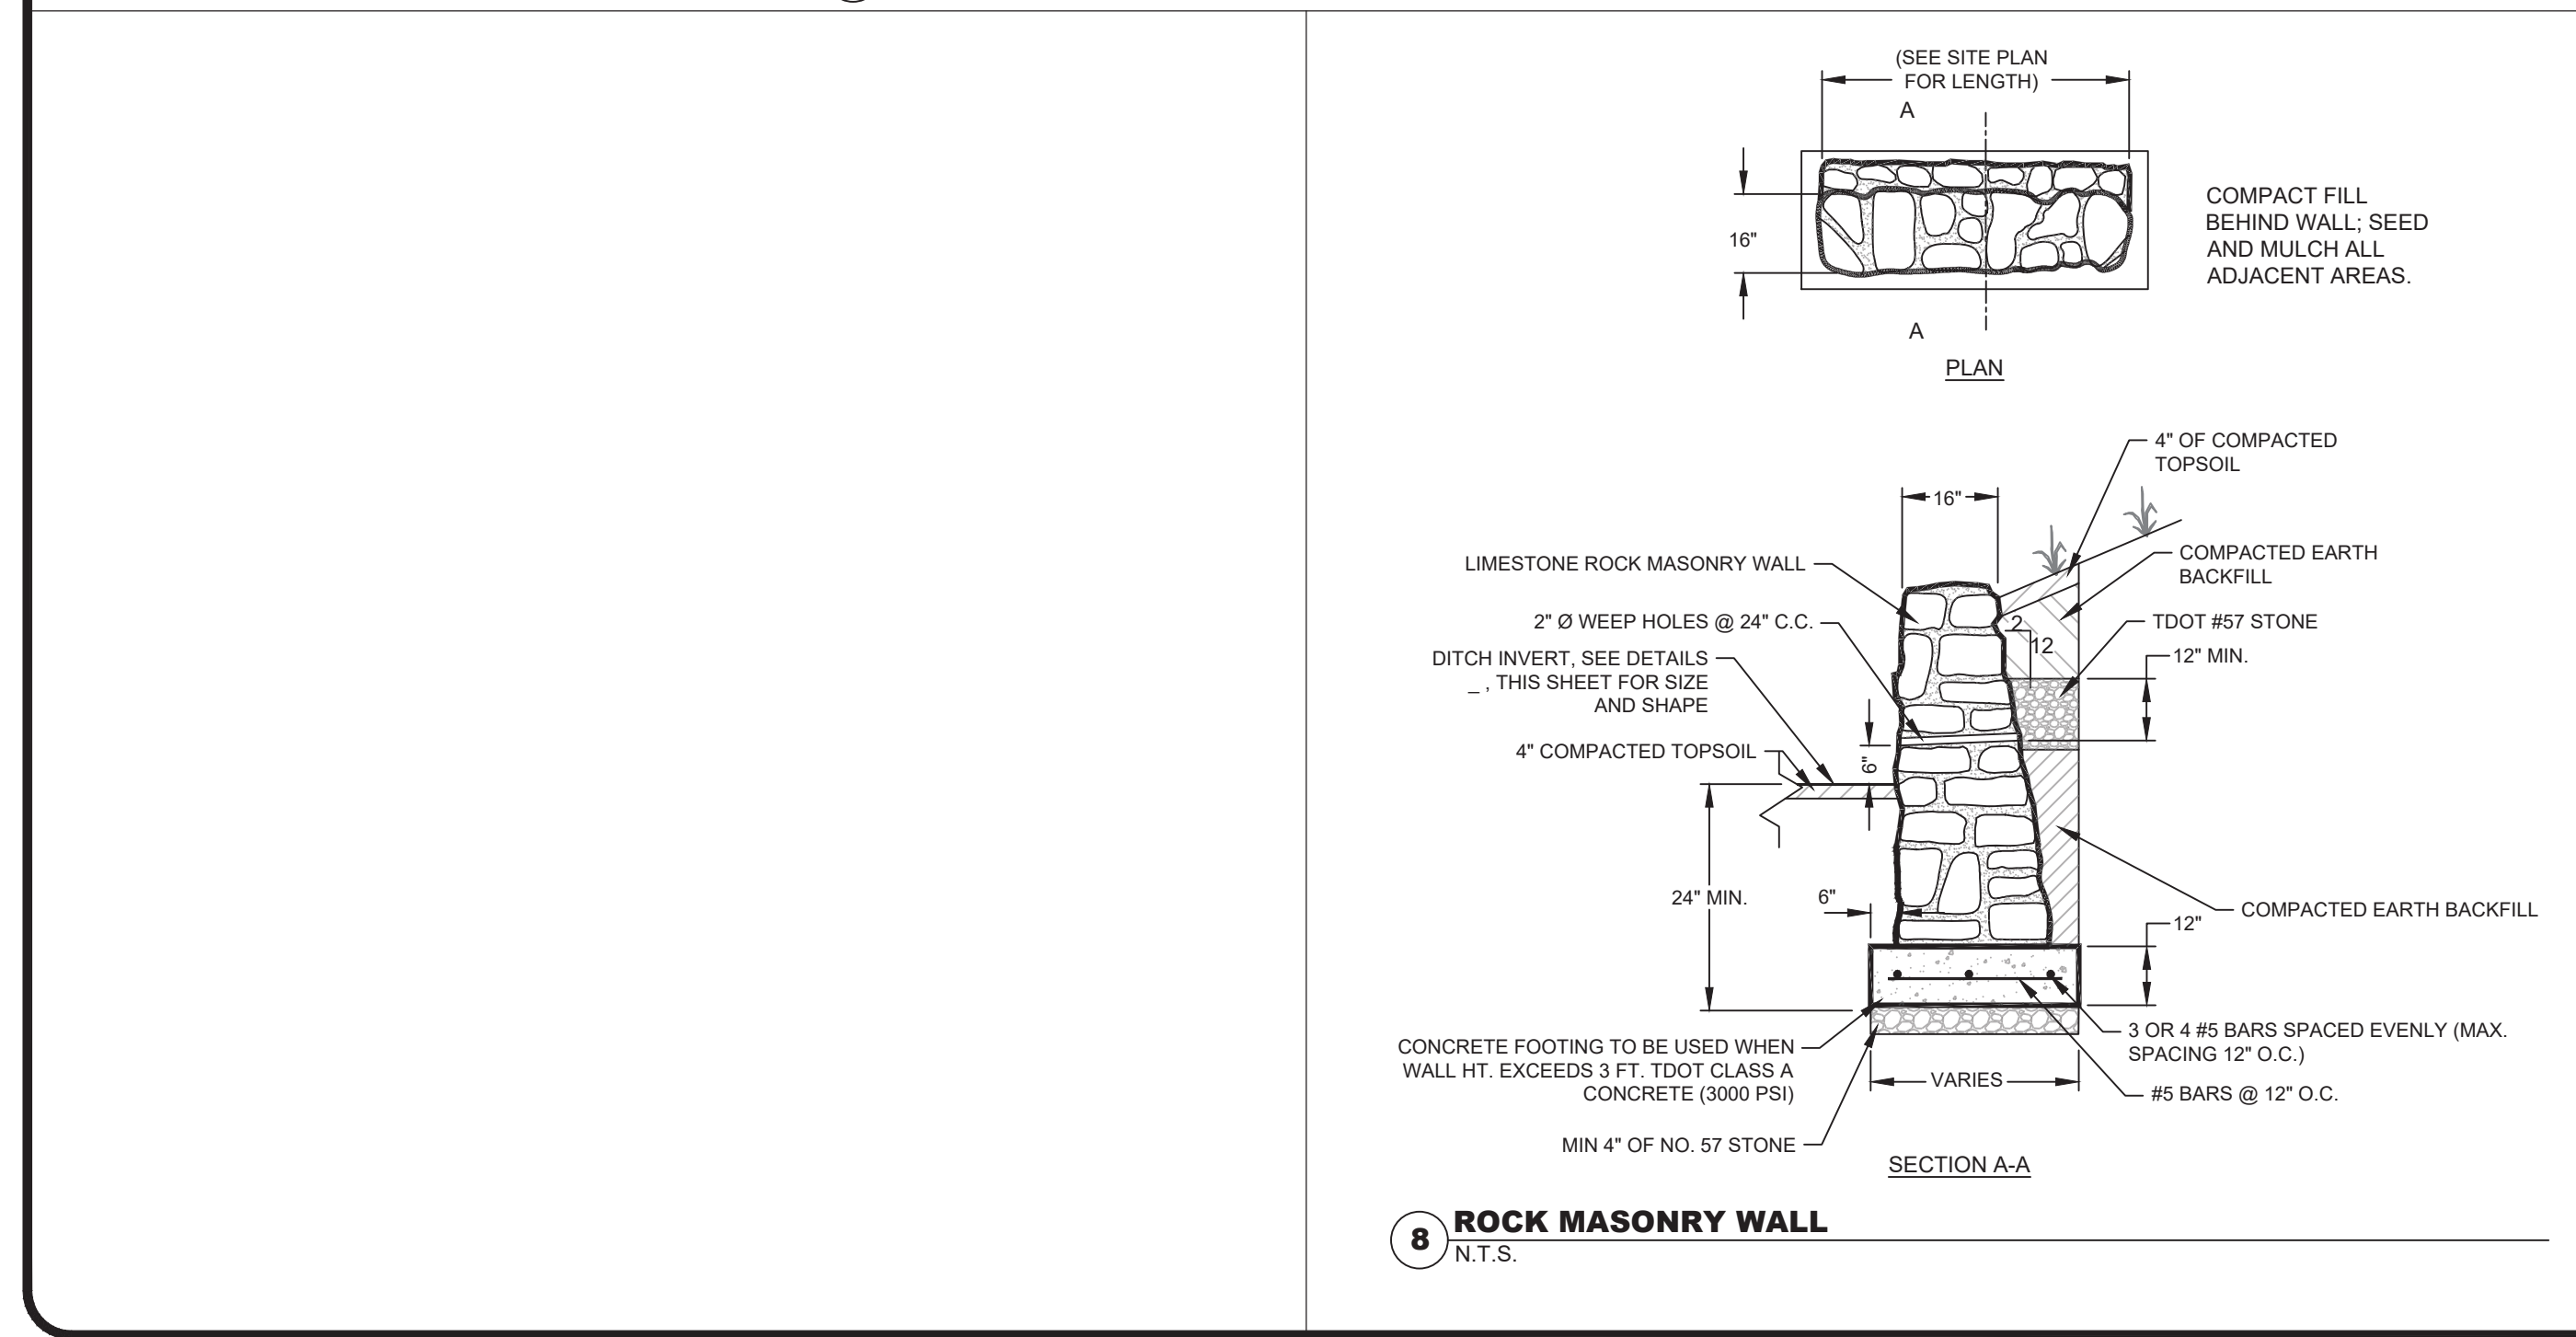 (SEE SITE PLAN
FOR LENGTH)
A
16"
COMPACT FILL
BEHIND WALL; SEED
AND MULCH ALL
ADJACENT AREAS.
A
PLAN
4" OF COMPACTED
TOPSOIL
16"
COMPACTED EARTH
BACKFILL
LIMESTONE ROCK MASONRY WALL
2" Ø WEEP HOLES @ 24" C.C.
2
12
TDOT #57 STONE
12" MIN.
DITCH INVERT, SEE DETAILS
_ , THIS SHEET FOR SIZE
AND SHAPE
4" COMPACTED TOPSOIL
6"
24" MIN.
6"
COMPACTED EARTH BACKFILL
12"
CONCRETE FOOTING TO BE USED WHEN
WALL HT. EXCEEDS 3 FT. TDOT CLASS A
CONCRETE (3000 PSI)
3 OR 4 #5 BARS SPACED EVENLY (MAX.
SPACING 12" O.C.)
VARIES
#5 BARS @ 12" O.C.
MIN 4" OF NO. 57 STONE
SECTION A-A
8 ROCK MASONRY WALL
N.T.S.